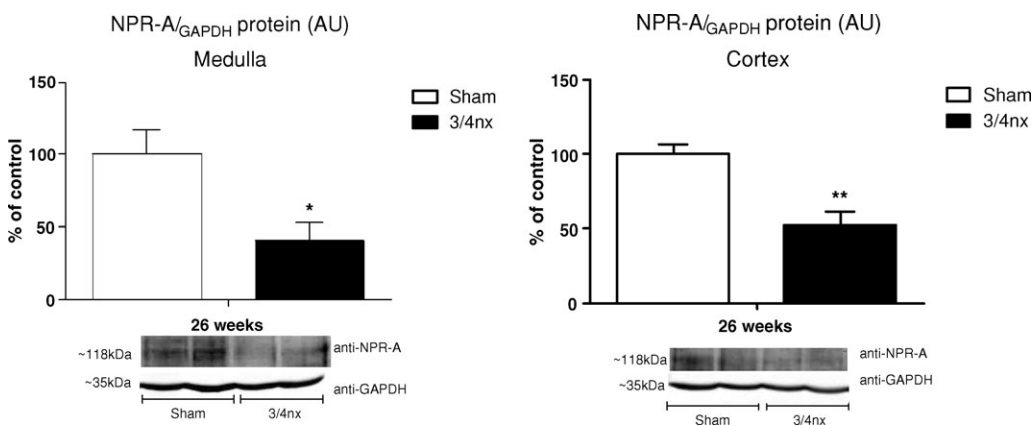 NPR-A/GAPDH protein (AU)
Medulla
150
100
50
0
% of control
Sham
3/4nx
*
26 weeks
~118kDa
anti-NPR-A
~35kDa
anti-GAPDH
Sham
3/4nx
NPR-A/GAPDH protein (AU)
Cortex
150
100
50
0
% of control
Sham
3/4nx
**
26 weeks
~118kDa
anti-NPR-A
~35kDa
anti-GAPDH
Sham
3/4nx